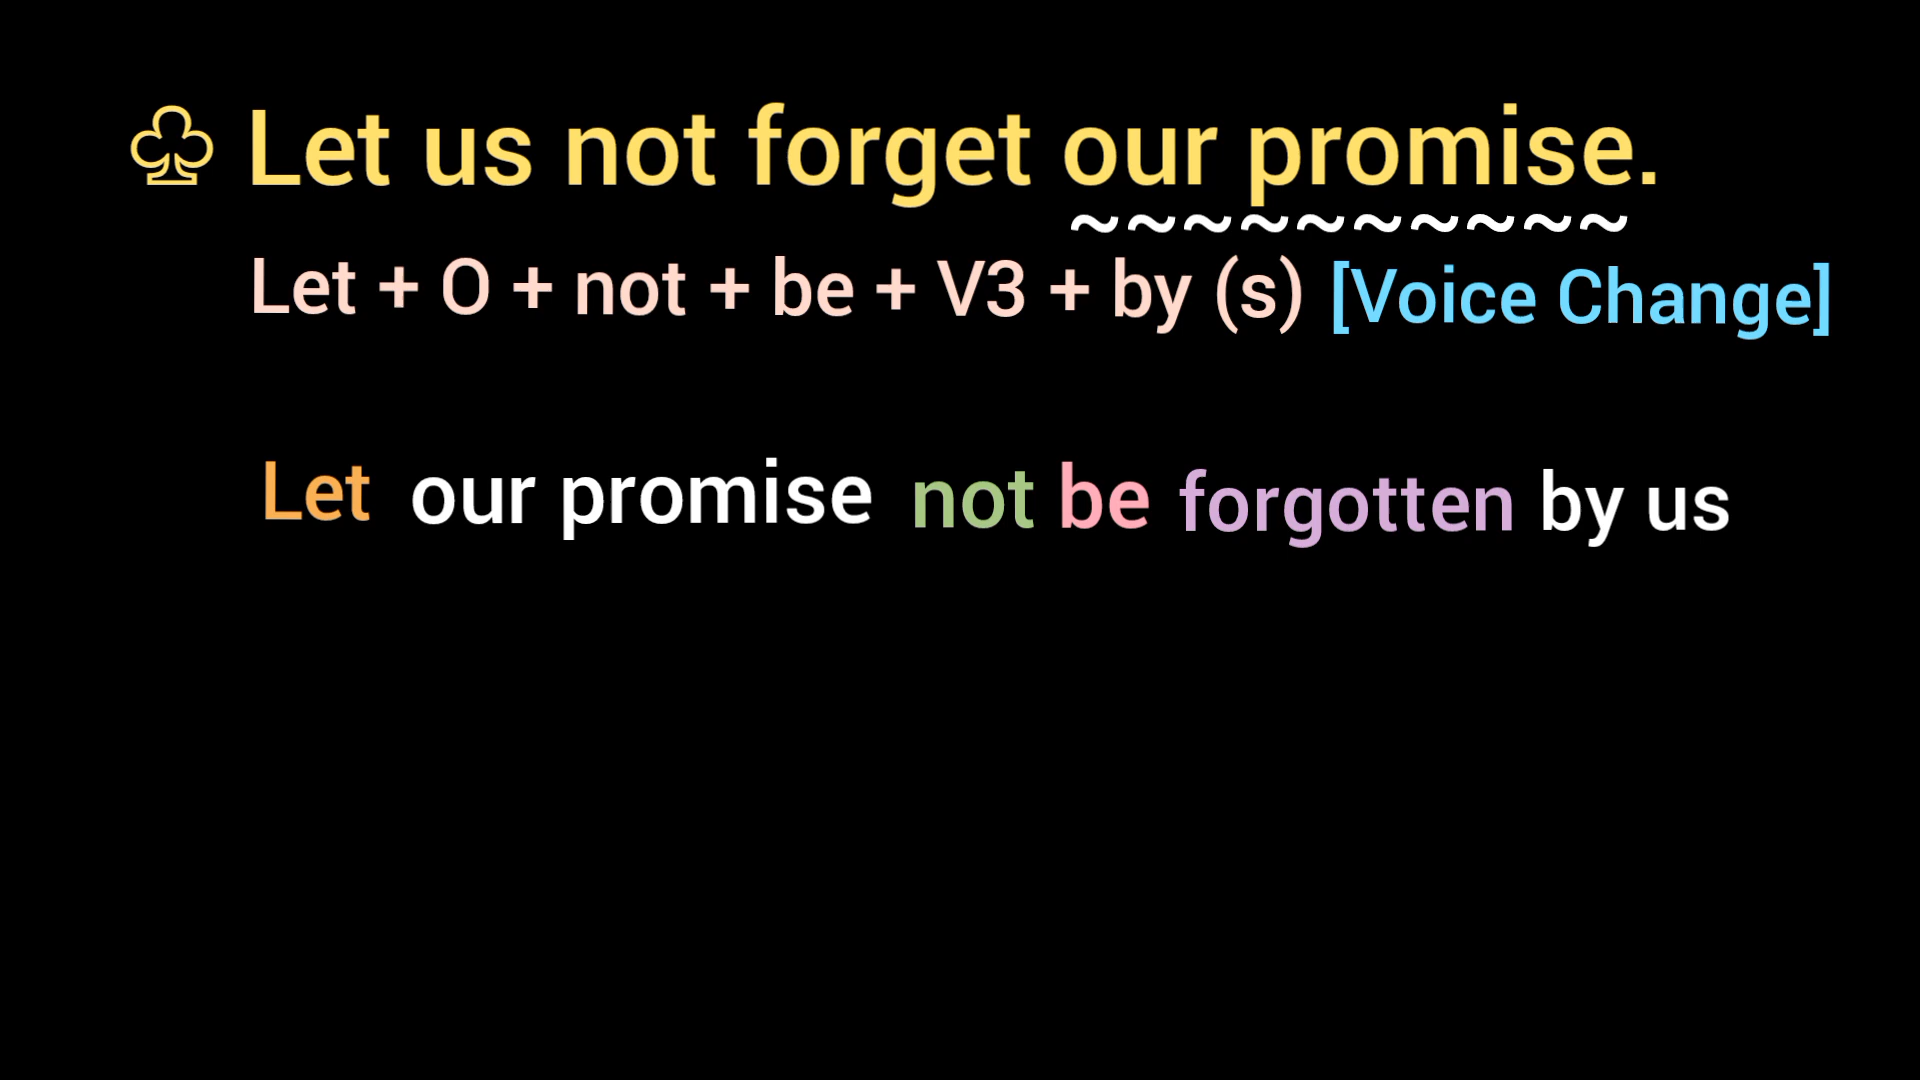 ♧ Let us not forget our promise.
~~~~~~~~~~
Let + O + not + be + V3 + by (s) [Voice Change]
Let our promise not be forgotten by us